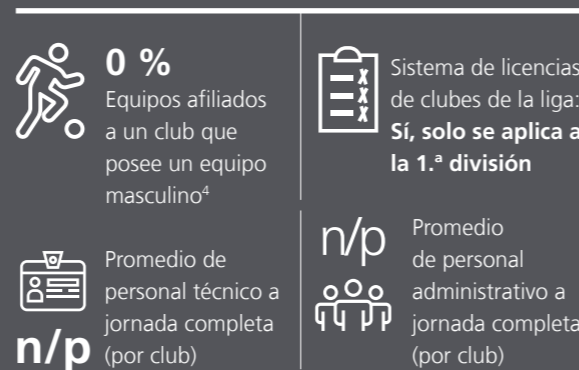 0 %
Equipos afiliados
a un club que
posee un equipo
masculino⁴
Sistema de licencias
de clubes de la liga:
Sí, solo se aplica a
la 1.ª división
Promedio de
personal técnico a
jornada completa
n/p (por club)
n/p
Promedio
de personal
administrativo a
jornada completa
(por club)